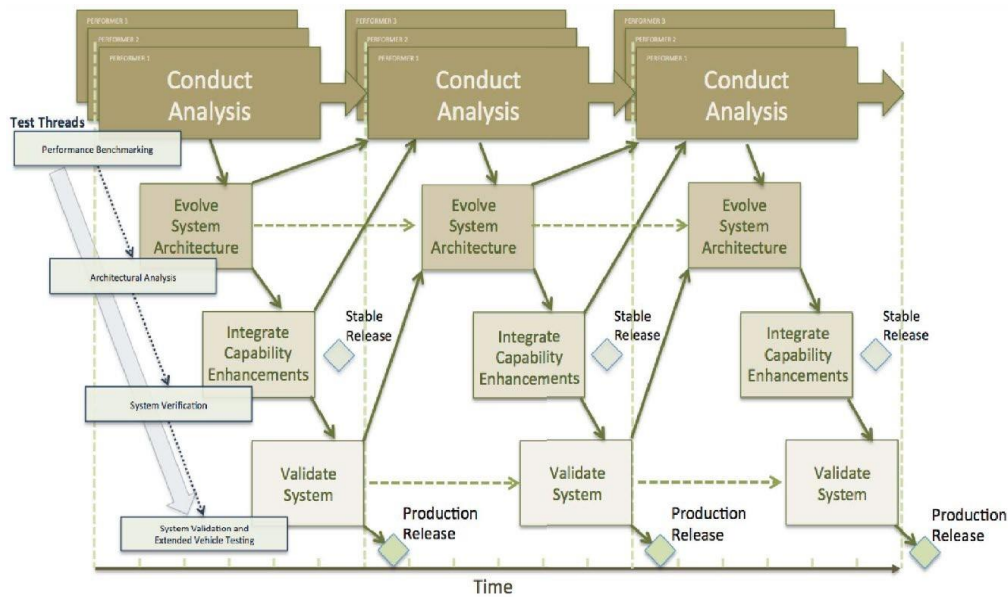 PERFORMER 3
PERFORMER 2
PERFORMER 1
Conduct
Analysis
PERFORMER 3
PERFORMER 2
PERFORMER 1
Conduct
Analysis
PERFORMER 3
PERFORMER 2
PERFORMER 1
Conduct
Analysis
Test Threads
Performance Benchmarking
Evolve
System
Architecture
Evolve
System
Architecture
Evolve
System
Architecture
Architectural Analysis
Integrate
Capability
Enhancements
Stable
Release
Integrate
Capability
Enhancements
Stable
Release
Integrate
Capability
Enhancements
Stable
Release
System Verification
Validate
System
Validate
System
Validate
System
System Validation and
Extended Vehicle Testing
Production
Release
Production
Release
Production
Release
Time